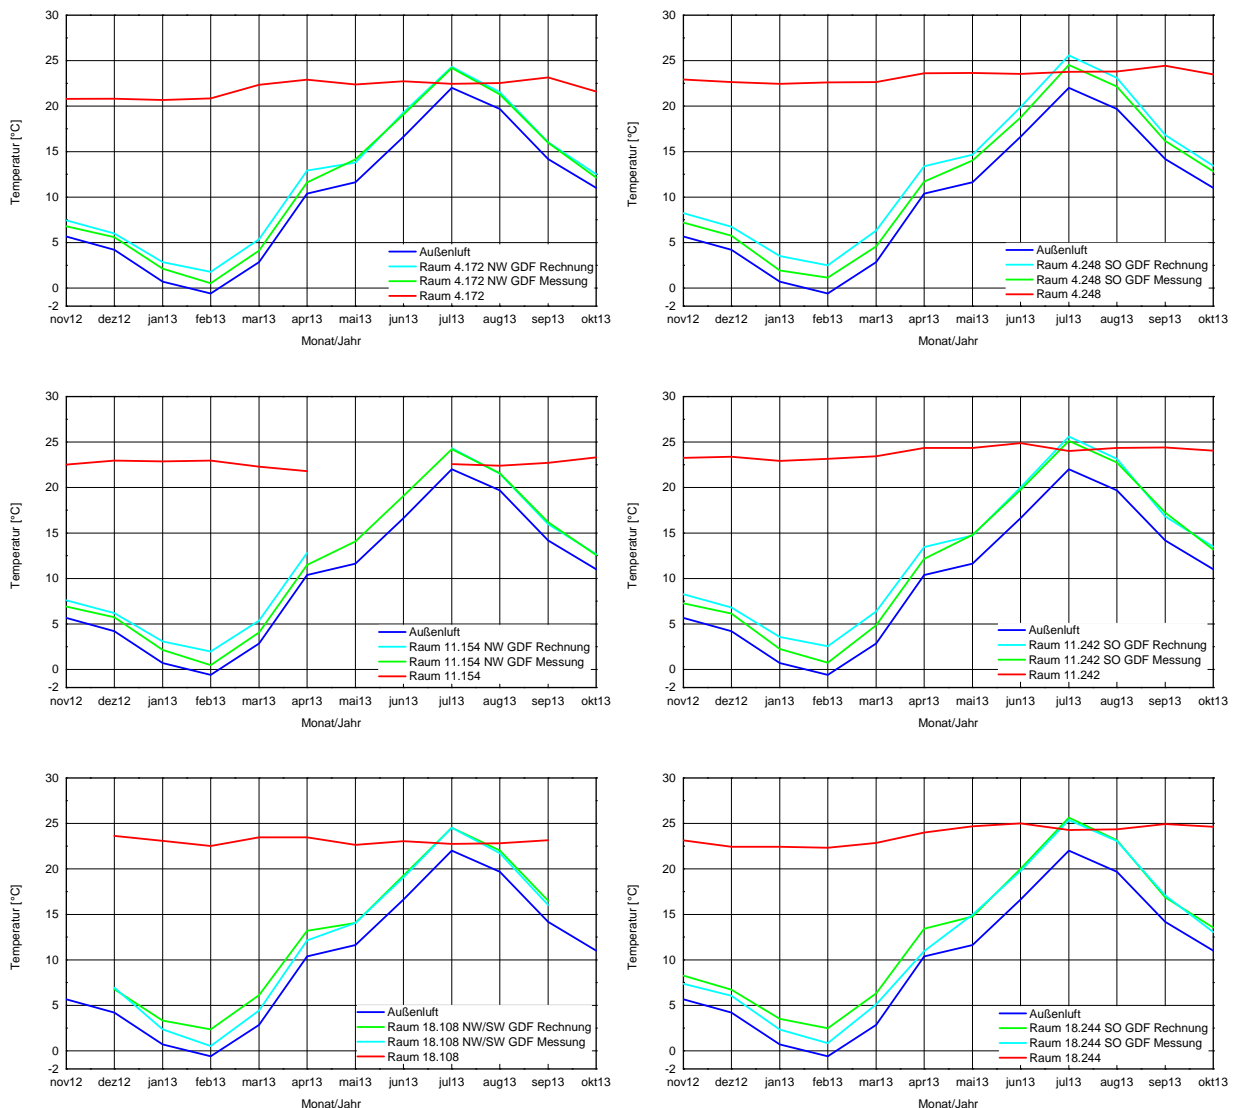 30
25
20
15
10
5
0
-2
Temperatur [°C]
Außenluft
Raum 4.172 NW GDF Rechnung
Raum 4.172 NW GDF Messung
Raum 4.172
nov12 dez12 jan13 feb13 mar13 apr13 mai13 jun13 jul13 aug13 sep13 okt13
Monat/Jahr
30
25
20
15
10
5
0
-2
Temperatur [°C]
Außenluft
Raum 4.248 SO GDF Rechnung
Raum 4.248 SO GDF Messung
Raum 4.248
nov12 dez12 jan13 feb13 mar13 apr13 mai13 jun13 jul13 aug13 sep13 okt13
Monat/Jahr
30
25
20
15
10
5
0
-2
Temperatur [°C]
Außenluft
Raum 11.154 NW GDF Rechnung
Raum 11.154 NW GDF Messung
Raum 11.154
nov12 dez12 jan13 feb13 mar13 apr13 mai13 jun13 jul13 aug13 sep13 okt13
Monat/Jahr
30
25
20
15
10
5
0
-2
Temperatur [°C]
Außenluft
Raum 11.242 SO GDF Rechnung
Raum 11.242 SO GDF Messung
Raum 11.242
nov12 dez12 jan13 feb13 mar13 apr13 mai13 jun13 jul13 aug13 sep13 okt13
Monat/Jahr
30
25
20
15
10
5
0
-2
Temperatur [°C]
Außenluft
Raum 18.108 NW/SW GDF Rechnung
Raum 18.108 NW/SW GDF Messung
Raum 18.108
nov12 dez12 jan13 feb13 mar13 apr13 mai13 jun13 jul13 aug13 sep13 okt13
Monat/Jahr
30
25
20
15
10
5
0
-2
Temperatur [°C]
Außenluft
Raum 18.244 SO GDF Rechnung
Raum 18.244 SO GDF Messung
Raum 18.244
nov12 dez12 jan13 feb13 mar13 apr13 mai13 jun13 jul13 aug13 sep13 okt13
Monat/Jahr